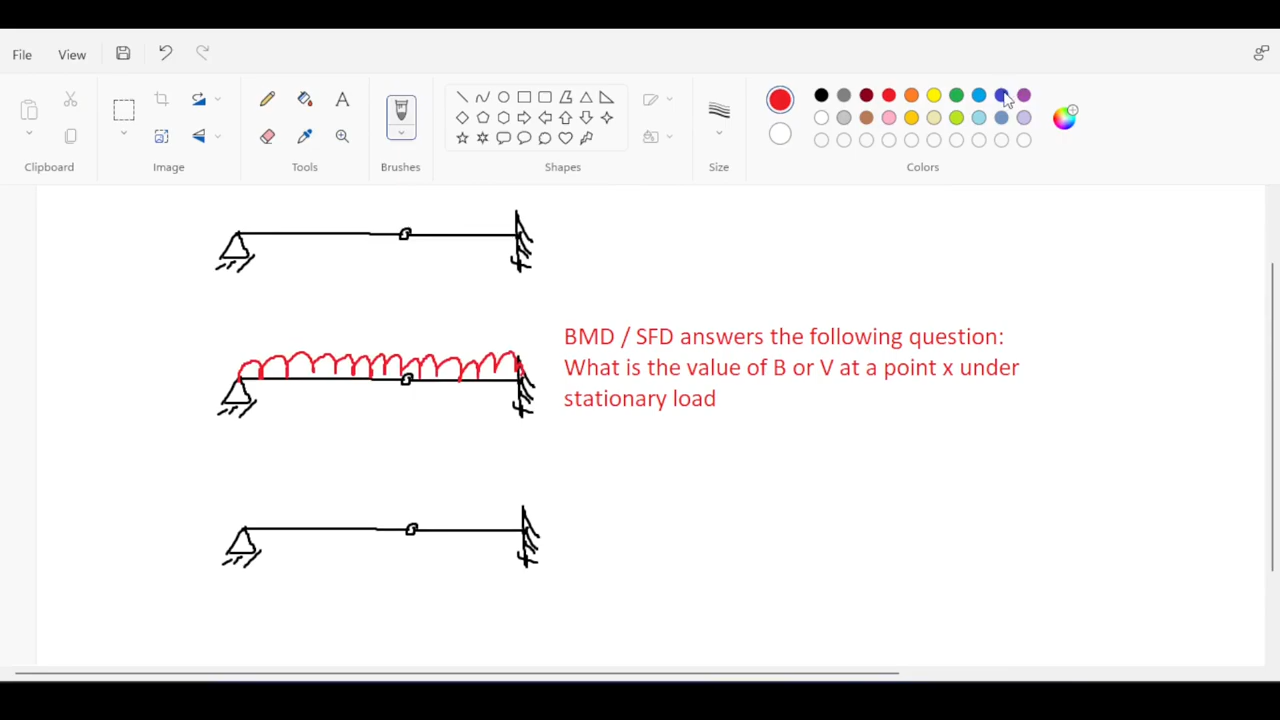 File View
Clipboard Image Tools Brushes Shapes Size Colors
BMD / SFD answers the following question:
What is the value of B or V at a point x under
stationary load